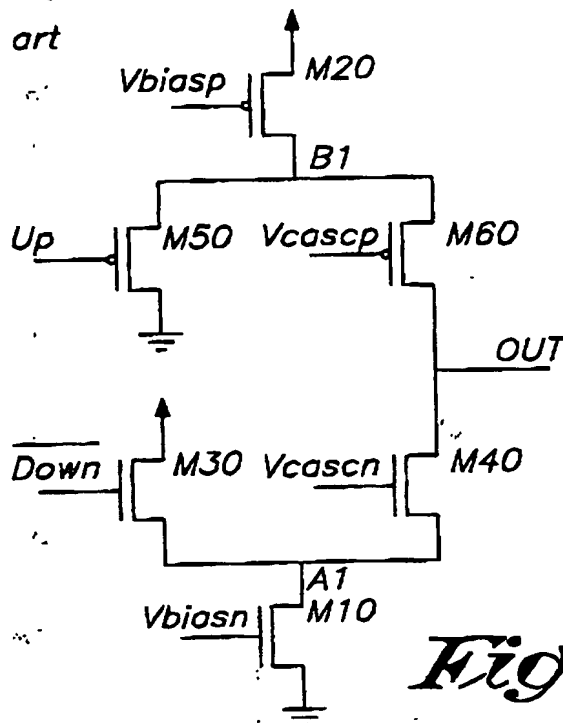 art
Vbiasp
M20
B1
Up
M50
Vcascp
M60
OUT
Down
M30
Vcascn
M40
A1
Vbiasn
M10
Fig